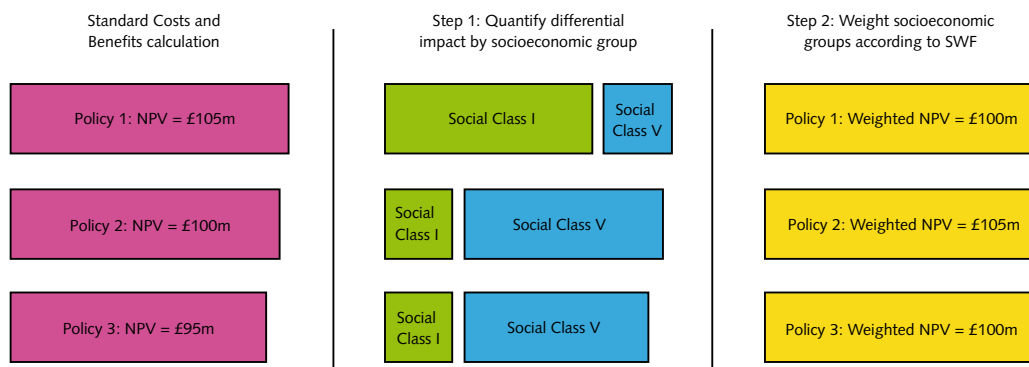 Standard Costs and
Benefits calculation
Policy 1: NPV = £105m
Policy 2: NPV = £100m
Policy 3: NPV = £95m
Step 1: Quantify differential
impact by socioeconomic group
Social Class I
Social
Class V
Social
Class I
Social Class V
Social
Class I
Social Class V
Step 2: Weight socioeconomic
groups according to SWF
Policy 1: Weighted NPV = £100m
Policy 2: Weighted NPV = £105m
Policy 3: Weighted NPV = £100m